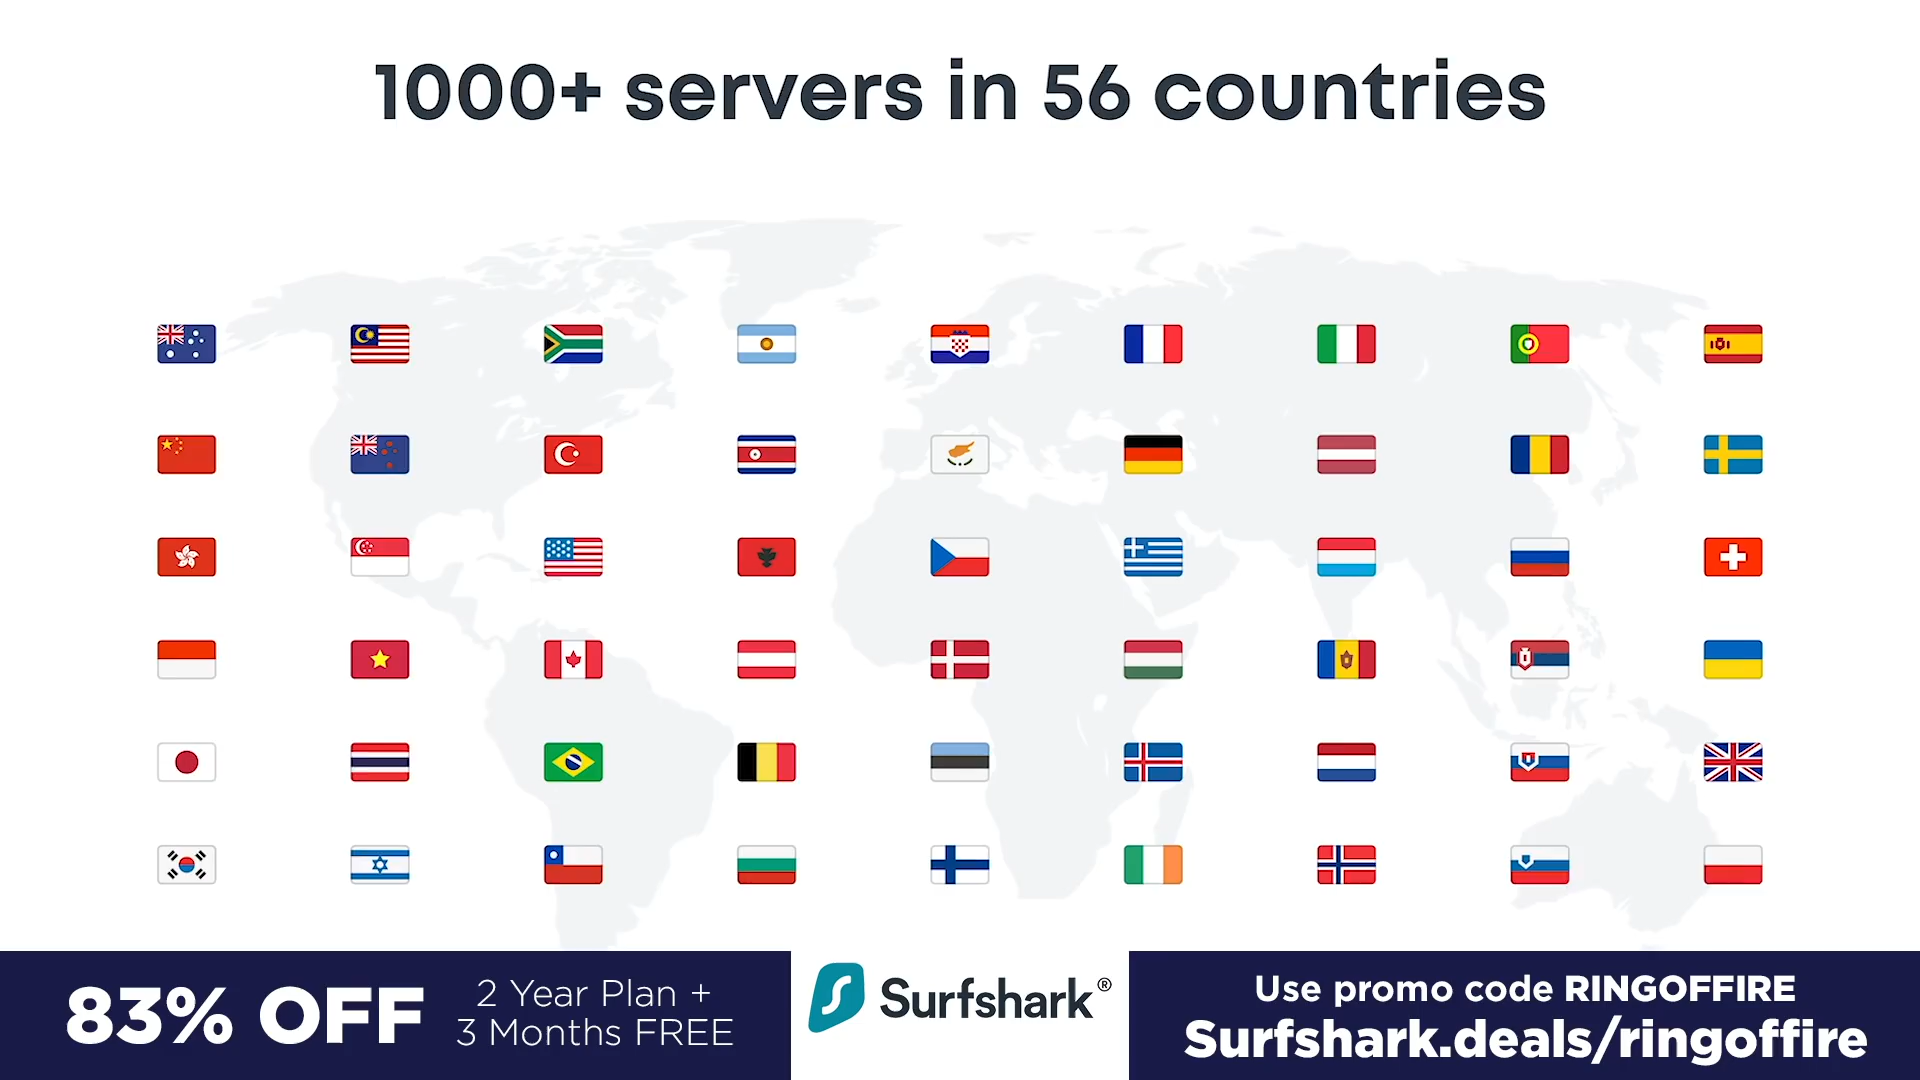 1000+ servers in 56 countries
83% OFF
2 Year Plan +
3 Months FREE
Surfshark®
Use promo code RINGOFFIRE
Surfshark.deals/ringoffire